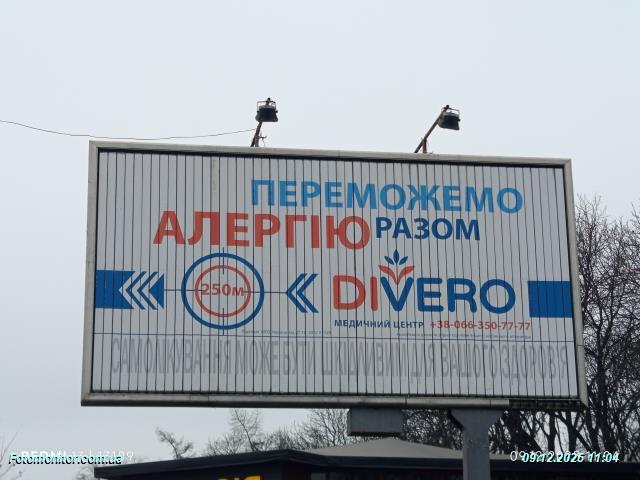 ПЕРЕМОЖЕМО
АЛЕРГІЮ РАЗОМ
250м
DIVERO
МЕДИЧНИЙ ЦЕНТР +38-066-350-77-77
САМОЛІКУВАННЯ МОЖЕ БУТИ ШКІДЛИВИМ ДЛЯ ВАШОГО ЗДОРОВ'Я
Fotomonitor.com.ua
09.12.2025 11:04